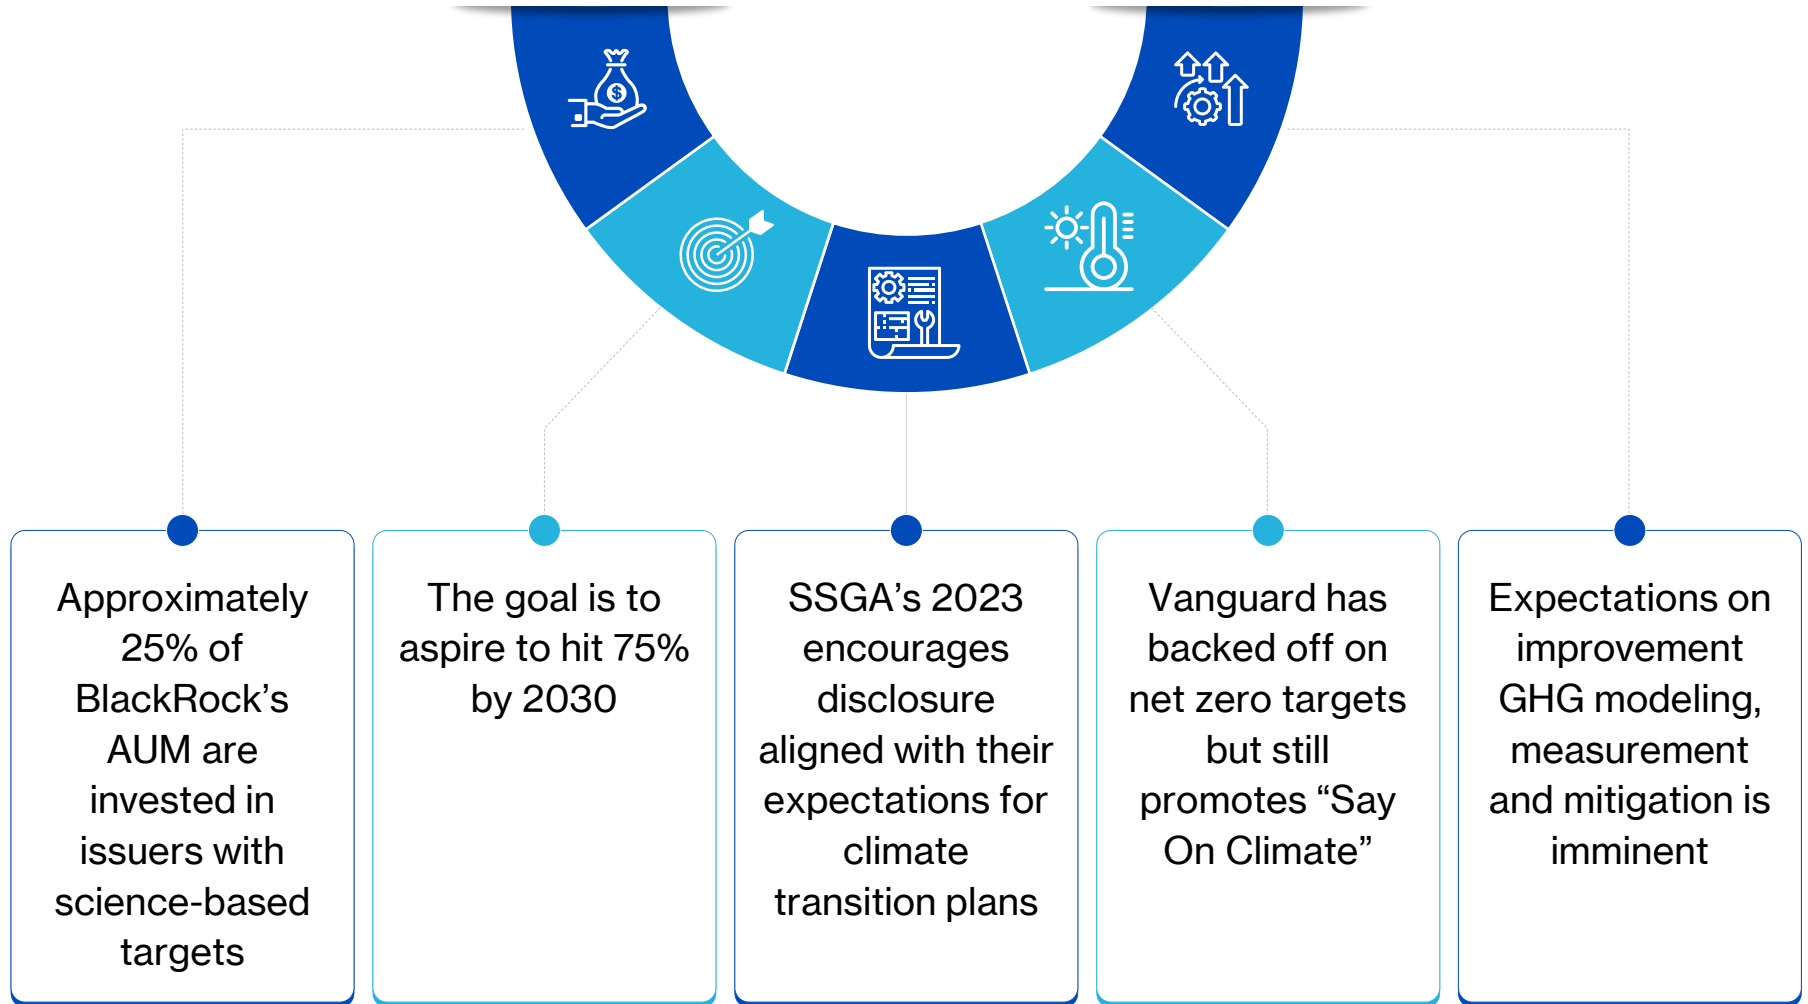 Approximately
25% of
BlackRock’s
AUM are
invested in
issuers with
science-based
targets
The goal is to
aspire to hit 75%
by 2030
SSGA’s 2023
encourages
disclosure
aligned with their
expectations for
climate
transition plans
Vanguard has
backed off on
net zero targets
but still
promotes “Say
On Climate”
Expectations on
improvement
GHG modeling,
measurement
and mitigation is
imminent